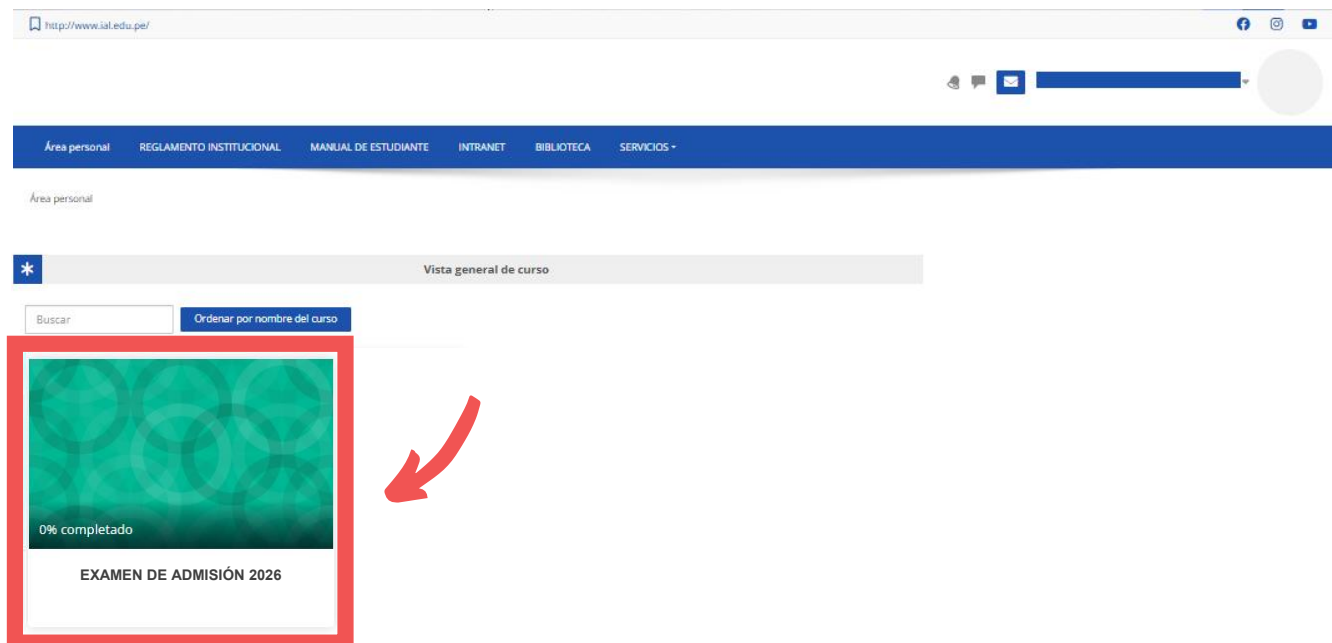 http://www.ial.edu.pe/
Área personal REGLAMENTO INSTITUCIONAL MANUAL DE ESTUDIANTE INTRANET BIBLIOTECA SERVICIOS
Área personal
Vista general de curso
Buscar Ordenar por nombre del curso
0% completado
EXAMEN DE ADMISIÓN 2026